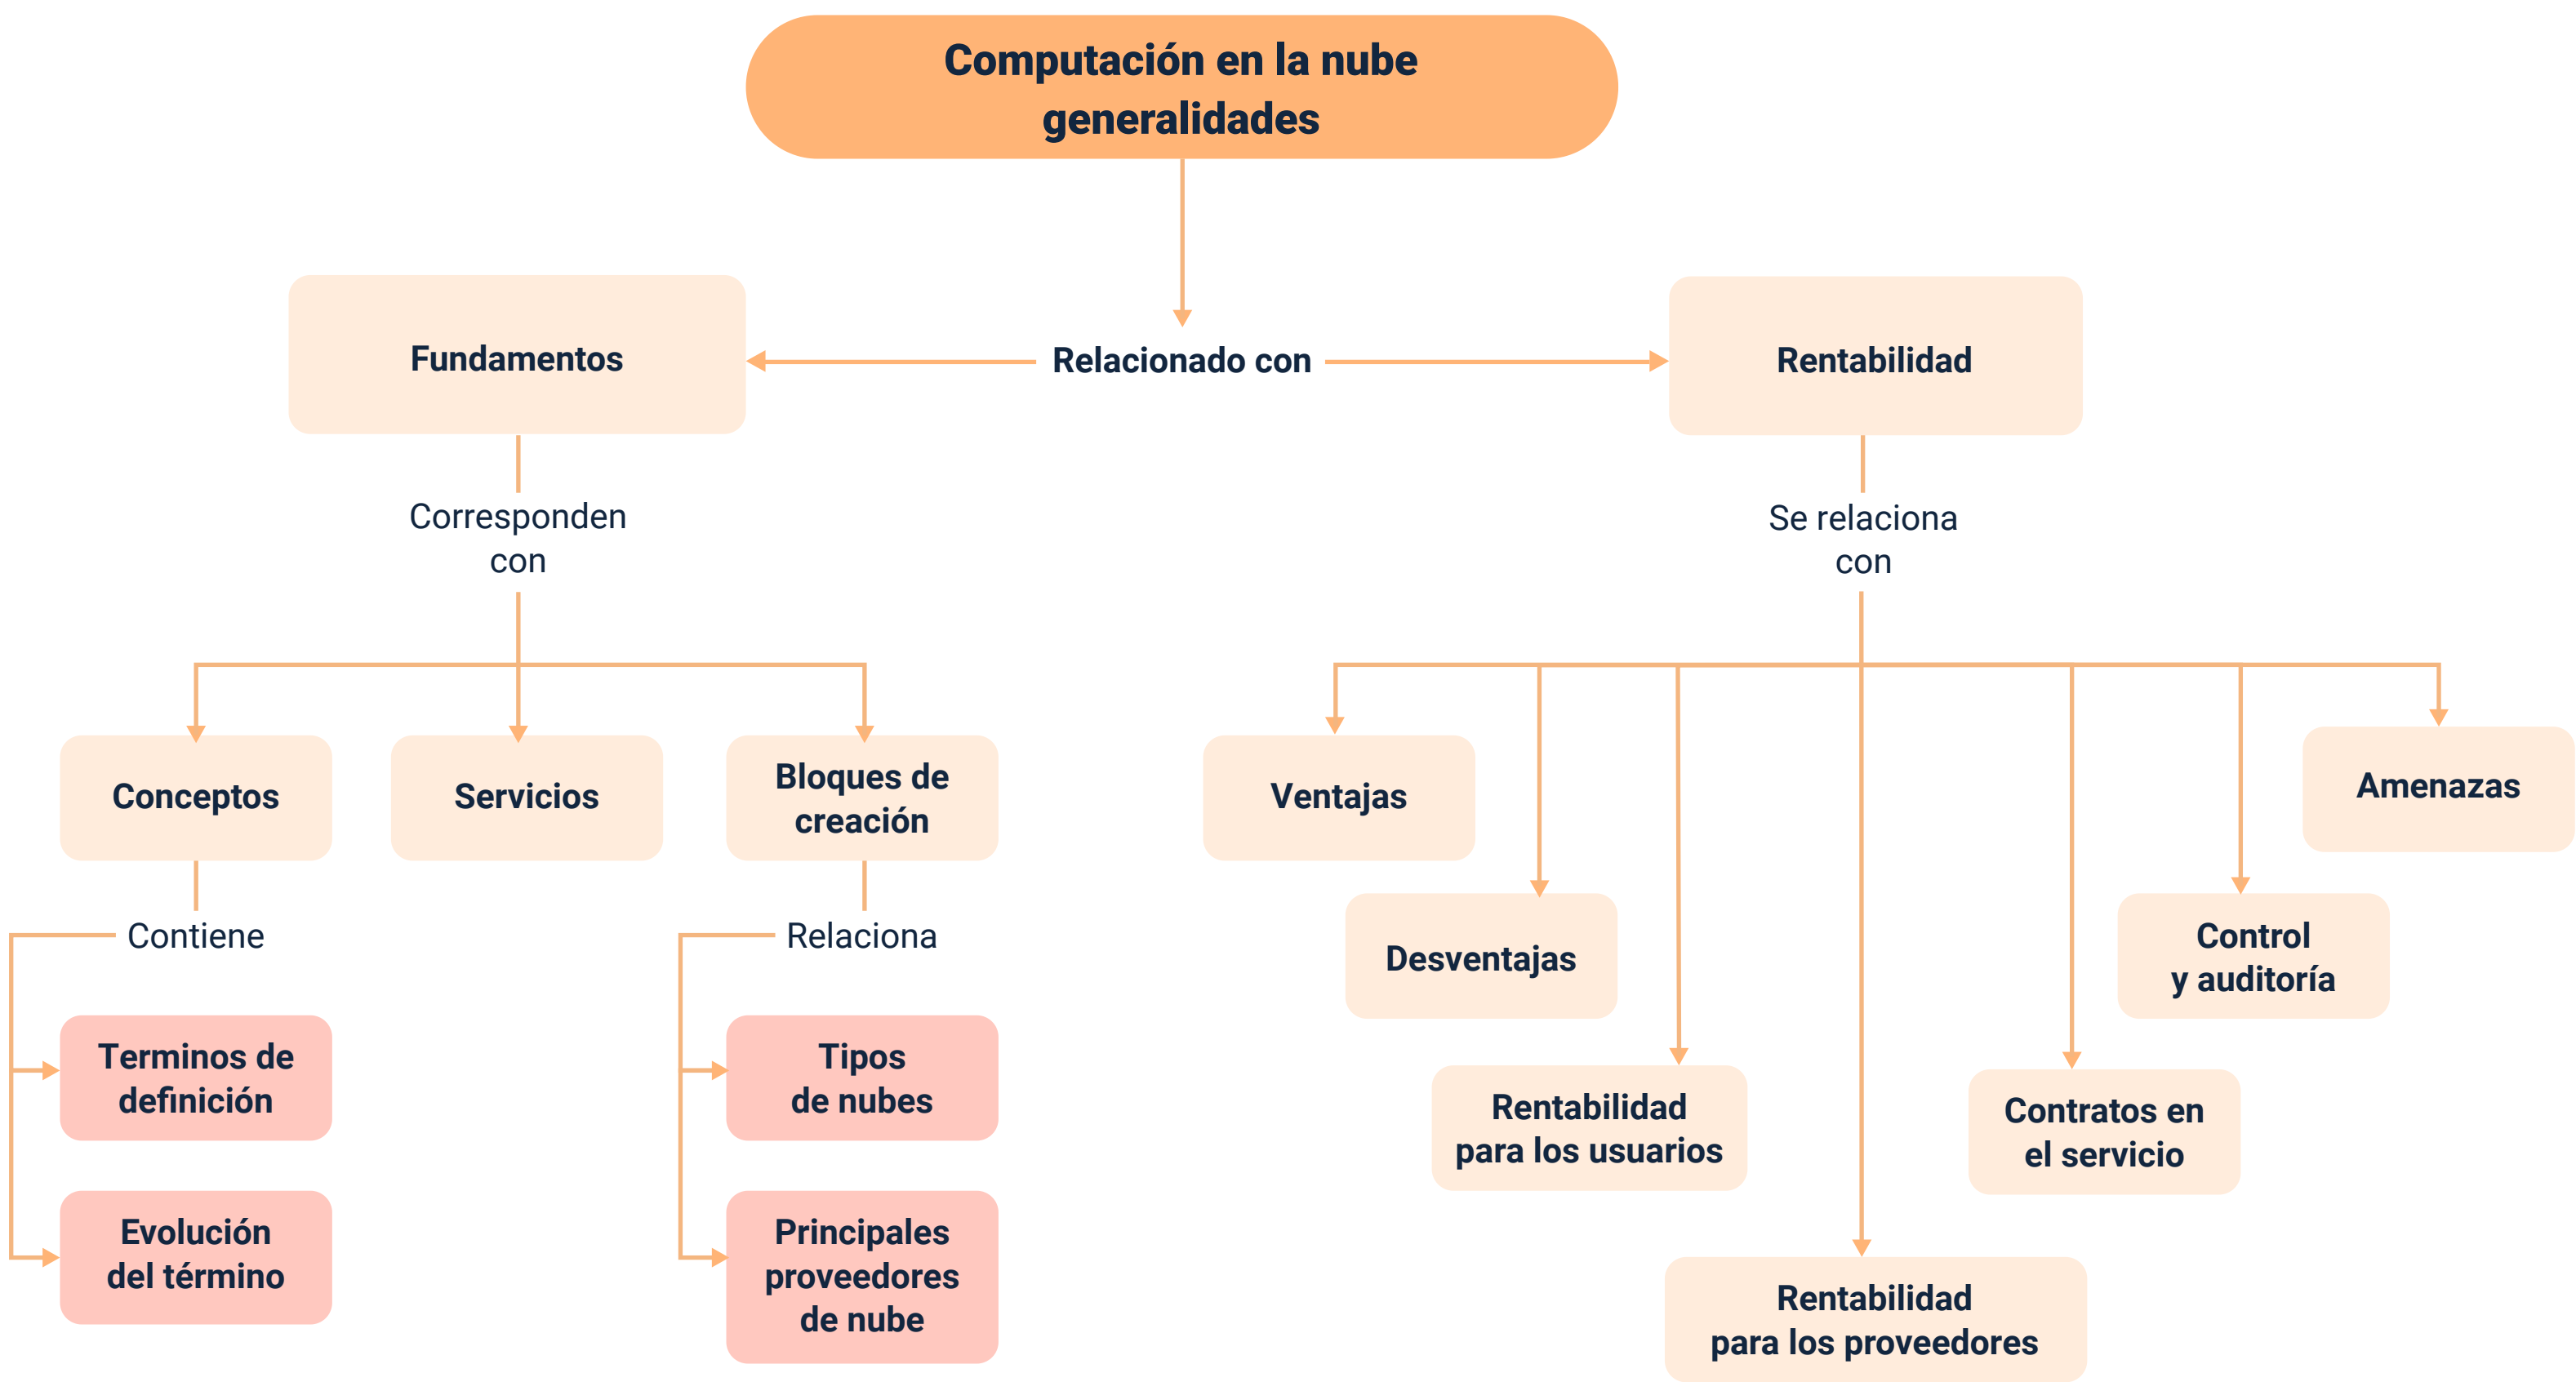 Computación en la nube
generalidades
Fundamentos
Relacionado con
Rentabilidad
Corresponden
con
Se relaciona
con
Conceptos
Servicios
Bloques de
creación
Ventajas
Amenazas
Contiene
Relaciona
Desventajas
Control
y auditoría
Terminos de
definición
Tipos
de nubes
Rentabilidad
para los usuarios
Contratos en
el servicio
Evolución
del término
Principales
proveedores
de nube
Rentabilidad
para los proveedores